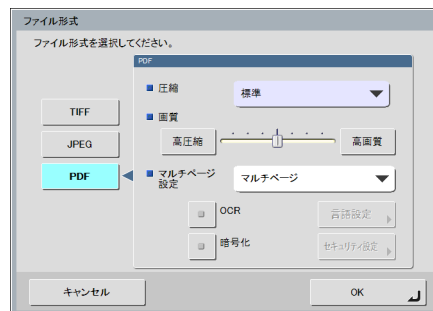 ファイル形式
ファイル形式を選択してください。
PDF
圧縮
標準
TIFF
画質
JPEG
高圧縮
高画質
PDF
マルチページ
設定
マルチページ
OCR
言語設定
暗号化
セキュリティ設定
キャンセル
OK